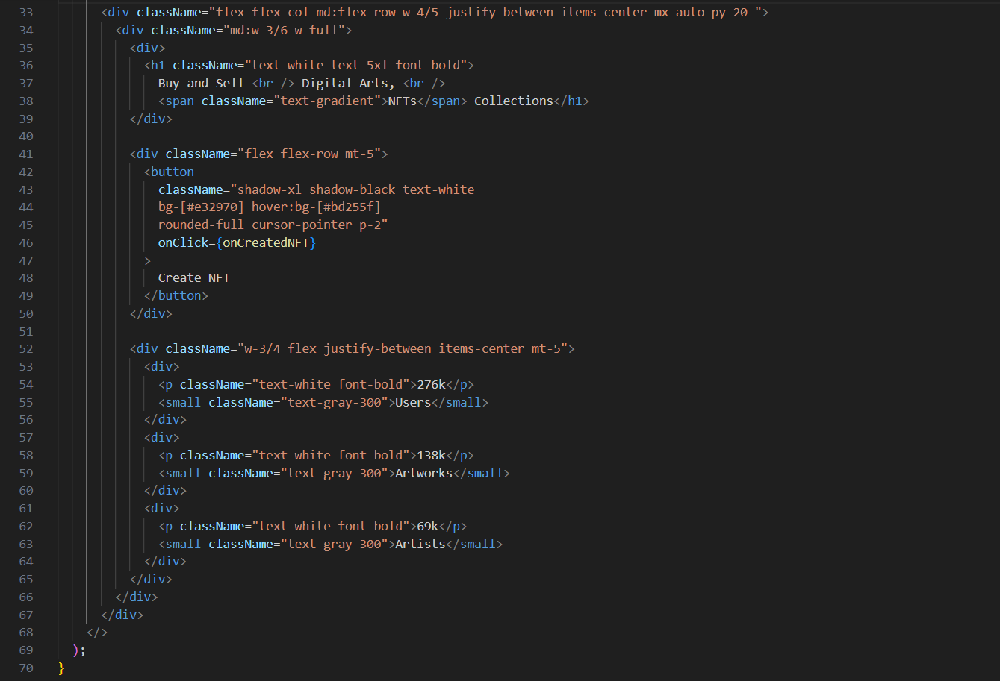 33 <div className="flex flex-col md:flex-row w-4/5 justify-between items-center mx-auto py-20 ">
34 <div className="md:w-3/6 w-full">
35 <div>
36 <h1 className="text-white text-5xl font-bold">
37 Buy and Sell <br /> Digital Arts, <br />
38 <span className="text-gradient">NFTs</span> Collections</h1>
39 </div>
40
41 <div className="flex flex-row mt-5">
42 <button
43 className="shadow-xl shadow-black text-white
44 bg-[#e32970] hover:bg-[#bd255f]
45 rounded-full cursor-pointer p-2"
46 onClick={onCreatedNFT}
47 >
48 Create NFT
49 </button>
50 </div>
51
52 <div className="w-3/4 flex justify-between items-center mt-5">
53 <div>
54 <p className="text-white font-bold">276k</p>
55 <small className="text-gray-300">Users</small>
56 </div>
57 <div>
58 <p className="text-white font-bold">138k</p>
59 <small className="text-gray-300">Artworks</small>
60 </div>
61 <div>
62 <p className="text-white font-bold">69k</p>
63 <small className="text-gray-300">Artists</small>
64 </div>
65 </div>
66 </div>
67 </div>
68 </>
69 );
70 }